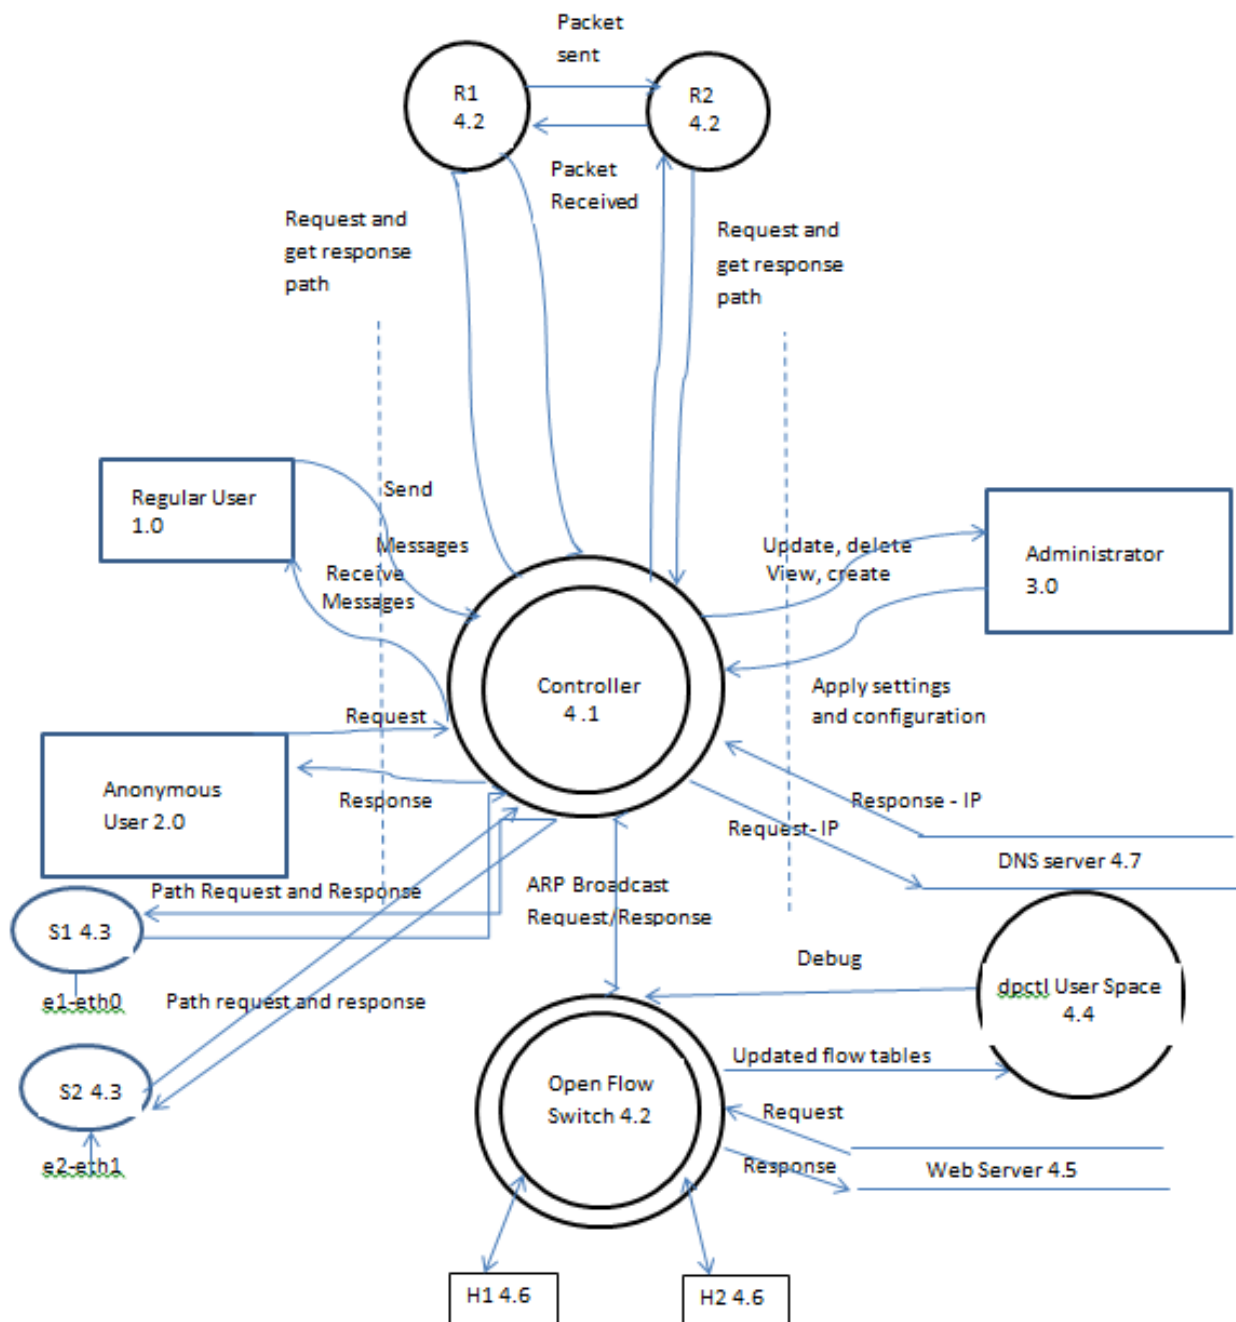 Packet
sent
R1
4.2
R2
4.2
Packet
Received
Request and
get response
path
Request and
get response
path
Regular User
1.0
Send
Messages
Receive
Messages
Update, delete
View, create
Administrator
3.0
Controller
4 .1
Apply settings
and configuration
Request
Anonymous
User 2.0
Response
Response - IP
Request- IP
DNS server 4.7
Path Request and Response
ARP Broadcast
Request/Response
S1 4.3
e1-eth0
Path request and response
Debug
dpctl User Space
4.4
S2 4.3
e2-eth1
Open Flow
Switch 4.2
Updated flow tables
Request
Response
Web Server 4.5
H1 4.6
H2 4.6